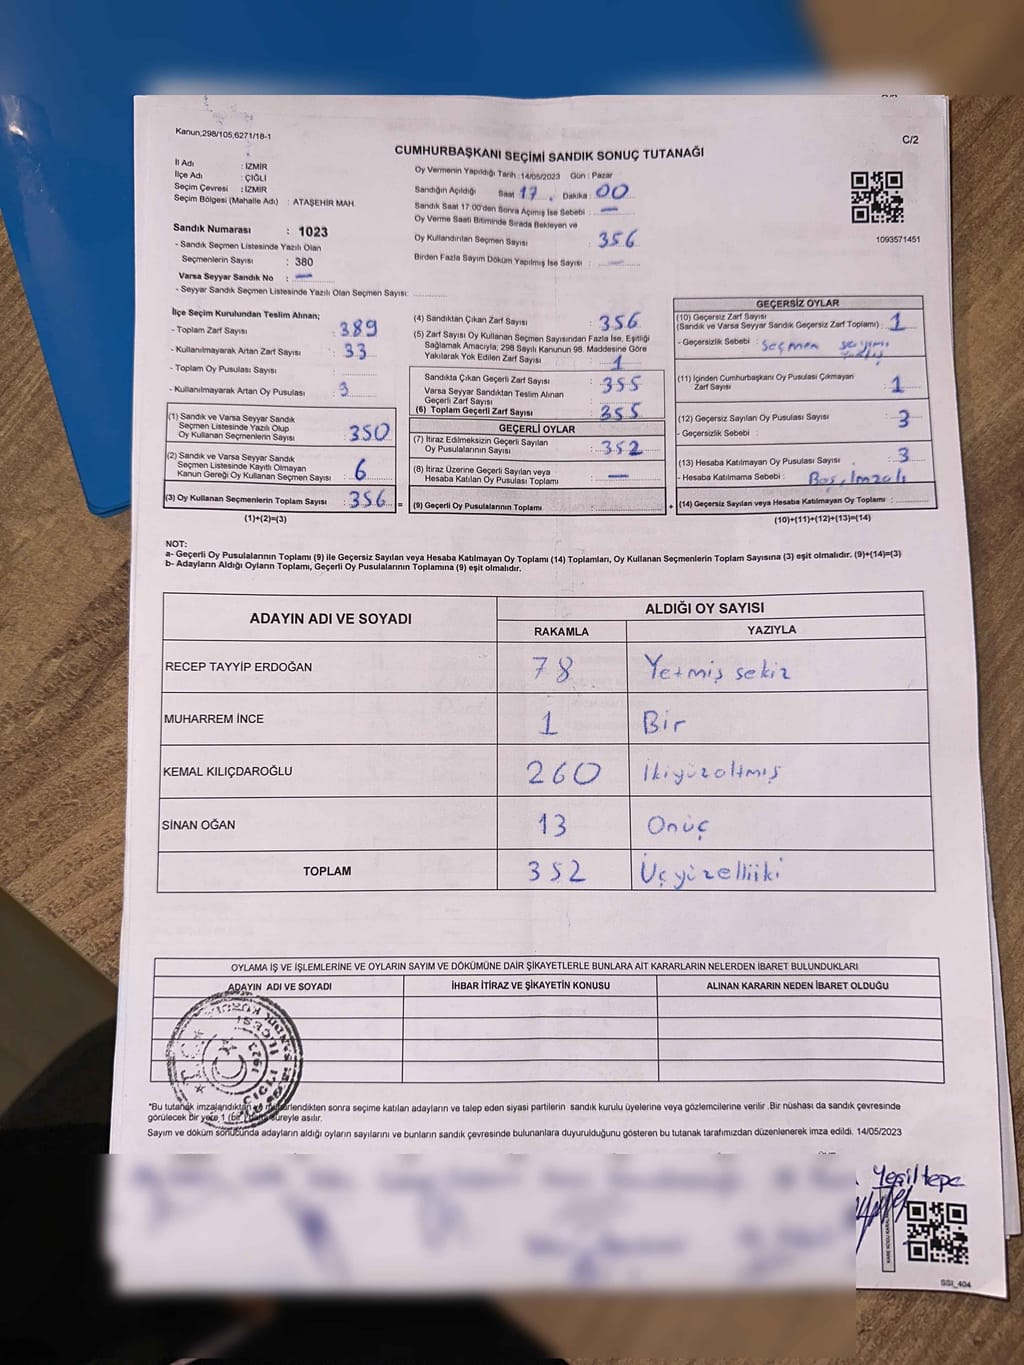 Kanun;298/105,6271/18-1
C/2
CUMHURBAŞKANI SEÇİMİ SANDIK SONUÇ TUTANAĞI
İl Adı : İZMİR
İlçe Adı : ÇİĞLİ
Seçim Çevresi : İZMİR
Seçim Bölgesi (Mahalle Adı) : ATAŞEHİR MAH.
Sandık Numarası : 1023
- Sandık Seçmen Listesinde Yazılı Olan
Seçmenlerin Sayısı : 380
Varsa Seyyar Sandık No : —
- Seyyar Sandık Seçmen Listesinde Yazılı Olan Seçmen Sayısı:
Oy Vermenin Yapıldığı Tarih :14/05/2023 Gün : Pazar
Sandığın Açıldığı Saat 17. Dakika : 00
Sandık Saat 17:00'den Sonra Açımış İse Sebebi : —
Oy Verme Saati Bitiminde Sırada Bekleyen ve
Oy Kullandırılan Seçmen Sayısı : 356
Birden Fazla Sayım Döküm Yapılmış İse Sayısı : —
1093571451
İlçe Seçim Kurulundan Teslim Alınan;
- Toplam Zarf Sayısı : 389
- Kullanılmayarak Artan Zarf Sayısı : 33
- Toplam Oy Pusulası Sayısı :
- Kullanılmayarak Artan Oy Pusulası : 3
(1) Sandık ve Varsa Seyyar Sandık
Seçmen Listesinde Yazılı Olup
Oy Kullanan Seçmenlerin Sayısı : 350
(2) Sandık ve Varsa Seyyar Sandık
Seçmen Listesinde Kayıtlı Olmayan
Kanun Gereği Oy Kullanan Seçmen Sayısı : 6
(3) Oy Kullanan Seçmenlerin Toplam Sayısı : 356 =
(1)+(2)=(3)
(4) Sandıktan Çıkan Zarf Sayısı : 356
(5) Zarf Sayısı Oy Kullanan Seçmen Sayısından Fazla İse, Eşitliği
Sağlamak Amacıyla; 298 Sayılı Kanunun 98. Maddesine Göre
Yakılarak Yok Edilen Zarf Sayısı : 1
Sandıkta Çıkan Geçerli Zarf Sayısı : 355
Varsa Seyyar Sandıktan Teslim Alınan
Geçerli Zarf Sayısı :
(6) Toplam Geçerli Zarf Sayısı : 355
GEÇERLİ OYLAR
(7) İtiraz Edilmeksizin Geçerli Sayılan
Oy Pusulalarının Sayısı : 352
(8) İtiraz Üzerine Geçerli Sayılan veya
Hesaba Katılan Oy Pusulası Toplamı : —
(9) Geçerli Oy Pusulalarının Toplamı : +
GEÇERSİZ OYLAR
(10) Geçersiz Zarf Sayısı
(Sandık ve Varsa Seyyar Sandık Geçersiz Zarf Toplamı) : 1
- Geçersizlik Sebebi : Seçmen
(11) İçinden Cumhurbaşkanı Oy Pusulası Çıkmayan
Zarf Sayısı : 1
(12) Geçersiz Sayılan Oy Pusulası Sayısı : 3
- Geçersizlik Sebebi :
(13) Hesaba Katılmayan Oy Pusulası Sayısı : 3
- Hesaba Katılmama Sebebi : Boş, İmzalı
(14) Geçersiz Sayılan veya Hesaba Katılmayan Oy Toplamı :
(10)+(11)+(12)+(13)=(14)
NOT:
a- Geçerli Oy Pusulalarının Toplamı (9) ile Geçersiz Sayılan veya Hesaba Katılmayan Oy Toplamı (14) Toplamları, Oy Kullanan Seçmenlerin Toplam Sayısına (3) eşit olmalıdır. (9)+(14)=(3)
b- Adayların Aldığı Oyların Toplamı, Geçerli Oy Pusulalarının Toplamına (9) eşit olmalıdır.
ADAYIN ADI VE SOYADI ALDIĞI OY SAYISI
RAKAMLA YAZIYLA
RECEP TAYYİP ERDOĞAN 78 Yetmiş sekiz
MUHARREM İNCE 1 Bir
KEMAL KILIÇDAROĞLU 260 İkiyüzaltmış
SİNAN OĞAN 13 Onüç
TOPLAM 352 Üçyüzelliiki
OYLAMA İŞ VE İŞLEMLERİNE VE OYLARIN SAYIM VE DÖKÜMÜNE DAİR ŞİKAYETLERLE BUNLARA AİT KARARLARIN NELERDEN İBARET BULUNDUKLARI
ADAYIN ADI VE SOYADI İHBAR İTİRAZ VE ŞİKAYETİN KONUSU ALINAN KARARIN NEDEN İBARET OLDUĞU
T.C. ÇİĞLİ İLÇESİ 1023
*Bu tutanak imzalandıktan ve mühürlendikten sonra seçime katılan adayların ve talep eden siyasi partilerin sandık kurulu üyelerine veya gözlemcilerine verilir .Bir nüshası da sandık çevresinde
görülecek bir yere 1 (bir) süreyle asılır.
Sayım ve döküm sonucunda adayların aldığı oyların sayılarını ve bunların sandık çevresinde bulunanlara duyurulduğunu gösteren bu tutanak tarafımızdan düzenlenerek imza edildi. 14/05/2023
Yeşiltepe
SSI_404